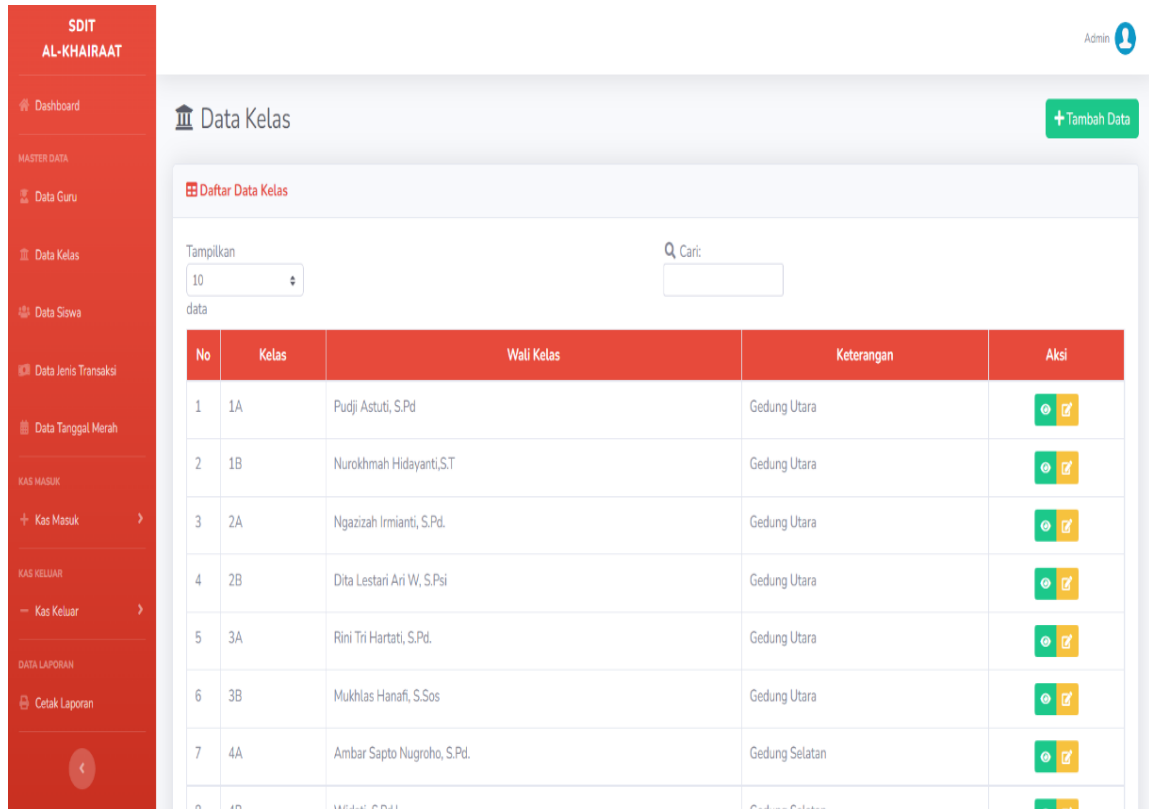 SDIT
AL-KHAIRAAT
Admin
Dashboard
MASTER DATA
Data Guru
Data Kelas
Data Siswa
Data Jenis Transaksi
Data Tanggal Merah
KAS MASUK
Kas Masuk
KAS KELUAR
Kas Keluar
DATA LAPORAN
Cetak Laporan
Data Kelas
Tambah Data
Daftar Data Kelas
Tampilkan
10
data
Cari:
No Kelas Wali Kelas Keterangan Aksi
1 1A Pudji Astuti, S.Pd Gedung Utara
2 1B Nurokhmah Hidayanti,S.T Gedung Utara
3 2A Ngazizah Irmianti, S.Pd. Gedung Utara
4 2B Dita Lestari Ari W, S.Psi Gedung Utara
5 3A Rini Tri Hartati, S.Pd. Gedung Utara
6 3B Mukhlas Hanafi, S.Sos Gedung Utara
7 4A Ambar Sapto Nugroho, S.Pd. Gedung Selatan